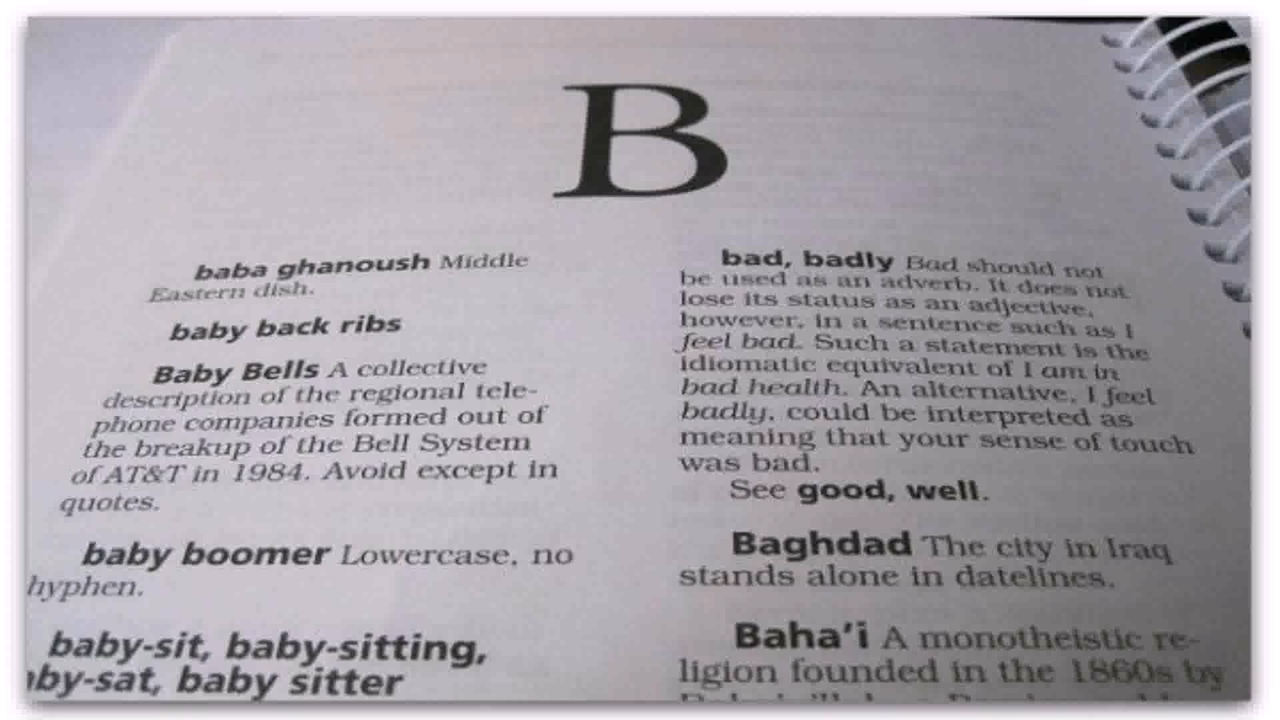 B
baba ghanoush Middle
Eastern dish.
baby back ribs
Baby Bells A collective
description of the regional tele-
phone companies formed out of
the breakup of the Bell System
of AT&T in 1984. Avoid except in
quotes.
baby boomer Lowercase, no
hyphen.
baby-sit, baby-sitting,
by-sat, baby sitter
bad, badly Bad should not
be used as an adverb. It does not
lose its status as an adjective,
however, in a sentence such as I
feel bad. Such a statement is the
idiomatic equivalent of I am in
bad health. An alternative, I feel
badly, could be interpreted as
meaning that your sense of touch
was bad.
See good, well.
Baghdad The city in Iraq
stands alone in datelines.
Baha'i A monotheistic re-
ligion founded in the 1860s by